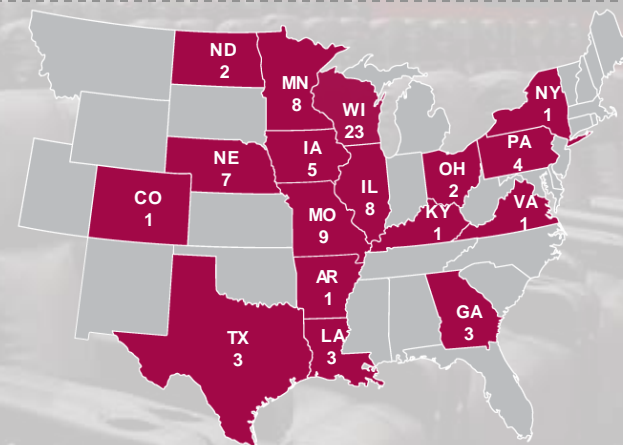 ND
2
MN
8
WI
23
NY
1
PA
4
IA
5
NE
7
OH
2
IL
8
CO
1
VA
1
KY
1
MO
9
AR
1
GA
3
TX
3
LA
3